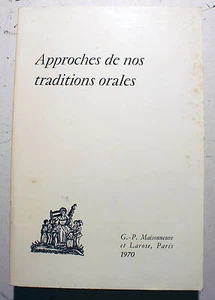 Approches de nos
traditions orales
G.-P. Maisonneuve
et Larose, Paris
1970